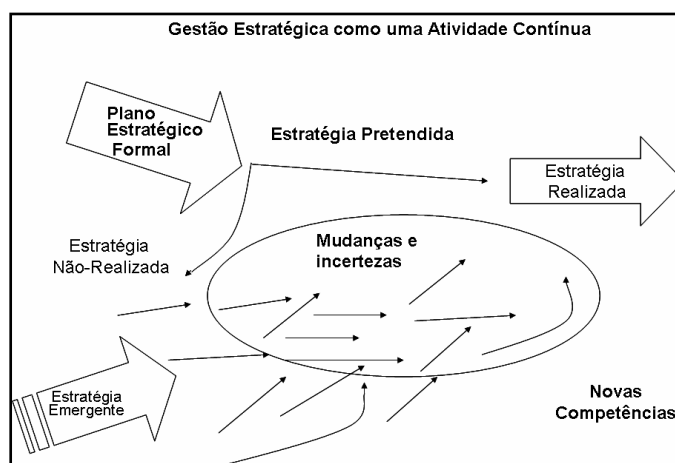 Gestão Estratégica como uma Atividade Contínua
Plano
Estratégico
Formal
Estratégia Pretendida
Estratégia
Realizada
Estratégia
Não-Realizada
Mudanças e
incertezas
Estratégia
Emergente
Novas
Competências